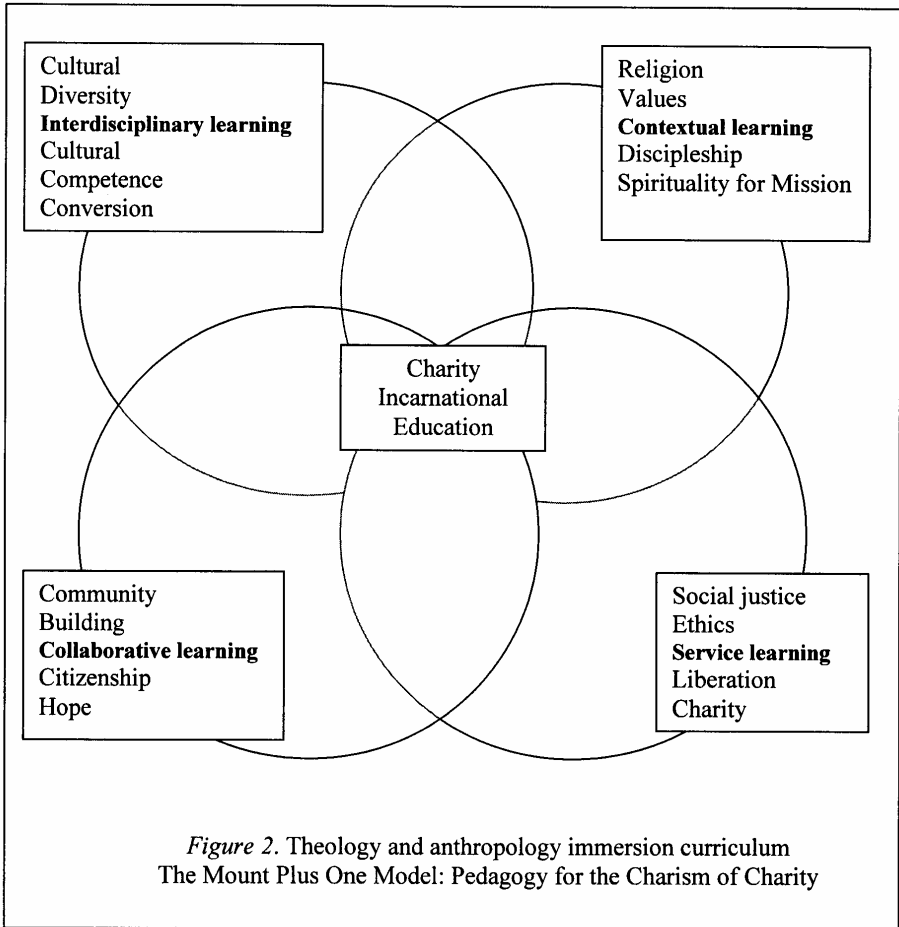 Cultural
Diversity
Interdisciplinary learning
Cultural
Competence
Conversion
Religion
Values
Contextual learning
Discipleship
Spirituality for Mission
Charity
Incarnational
Education
Community
Building
Collaborative learning
Citizenship
Hope
Social justice
Ethics
Service learning
Liberation
Charity
Figure 2. Theology and anthropology immersion curriculum
The Mount Plus One Model: Pedagogy for the Charism of Charity